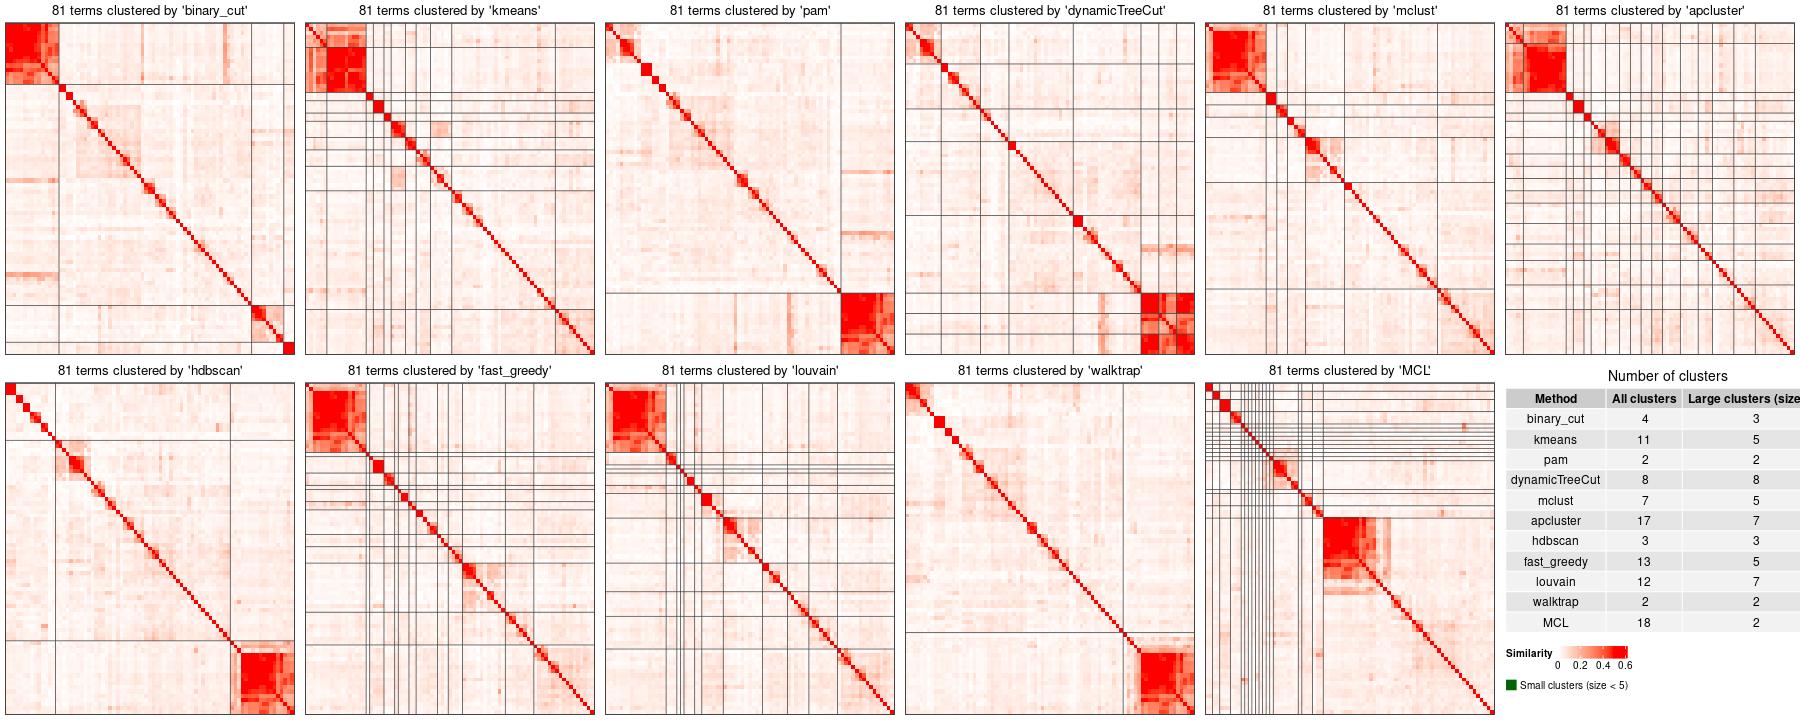 81 terms clustered by 'binary_cut'
81 terms clustered by 'kmeans'
81 terms clustered by 'pam'
81 terms clustered by 'dynamicTreeCut'
81 terms clustered by 'mclust'
81 terms clustered by 'apcluster'
81 terms clustered by 'hdbscan'
81 terms clustered by 'fast_greedy'
81 terms clustered by 'louvain'
81 terms clustered by 'walktrap'
81 terms clustered by 'MCL'
Number of clusters
Method All clusters Large clusters (size
binary_cut 4 3
kmeans 11 5
pam 2 2
dynamicTreeCut 8 8
mclust 7 5
apcluster 17 7
hdbscan 3 3
fast_greedy 13 5
louvain 12 7
walktrap 2 2
MCL 18 2
Similarity
0 0.2 0.4 0.6
Small clusters (size < 5)